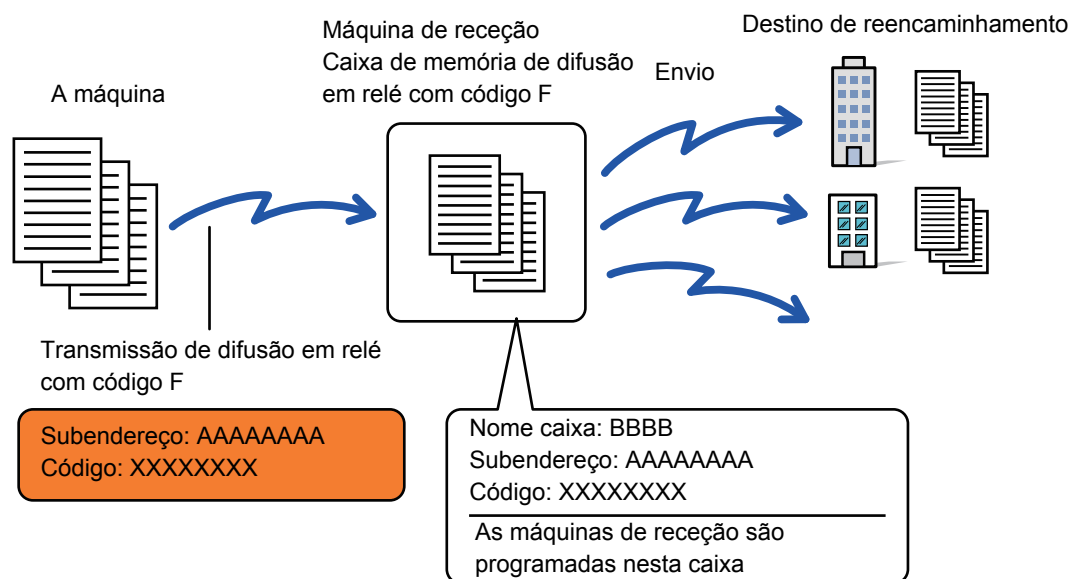 A máquina
Máquina de receção
Caixa de memória de difusão
em relé com código F
Envio
Destino de reencaminhamento
Transmissão de difusão em relé
com código F
Subendereço: AAAAAAAA
Código: XXXXXXXX
Nome caixa: BBBB
Subendereço: AAAAAAAA
Código: XXXXXXXX
As máquinas de receção são
programadas nesta caixa